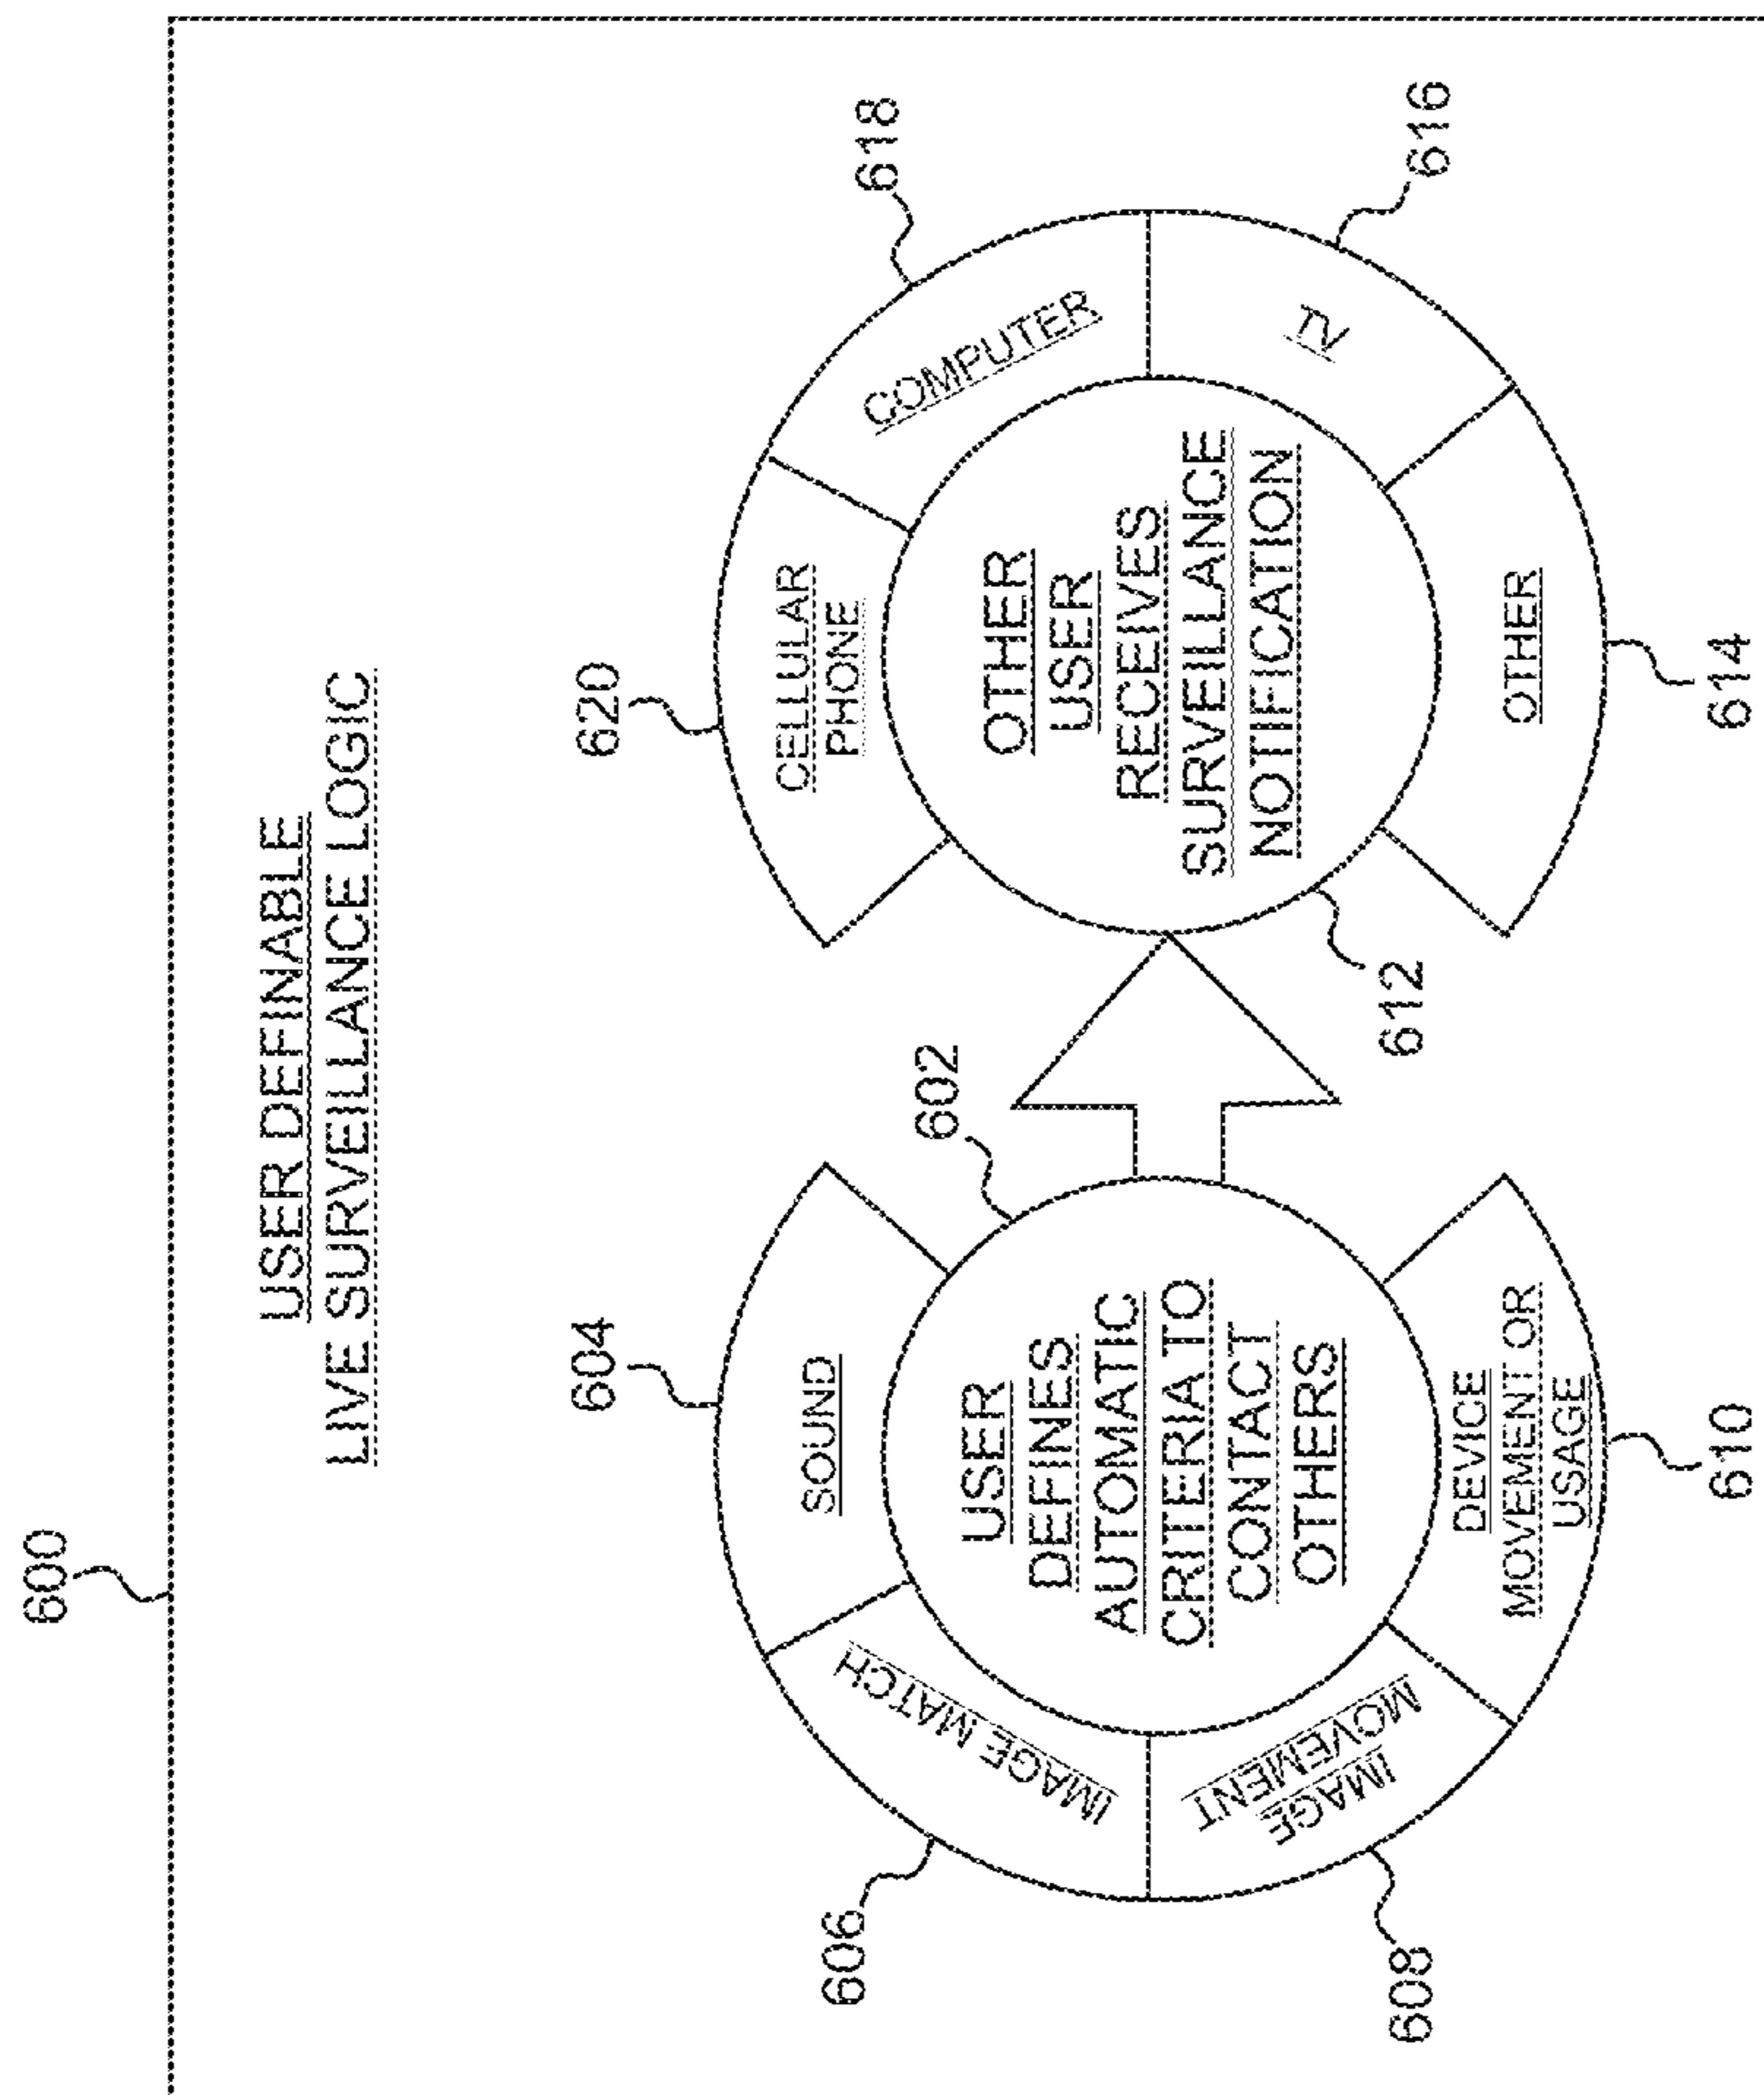 600
USER DEFINABLE
LIVE SURVEILLANCE LOGIC
604
SOUND
606
IMAGE MATCH
608
IMAGE
MOVEMENT
610
DEVICE
MOVEMENT OR
USAGE
602
USER
DEFINES
AUTOMATIC
CRITERIA TO
CONTACT
OTHERS
620
CELLULAR
PHONE
618
COMPUTER
616
TV
614
OTHER
612
OTHER
USER
RECEIVES
SURVEILLANCE
NOTIFICATION